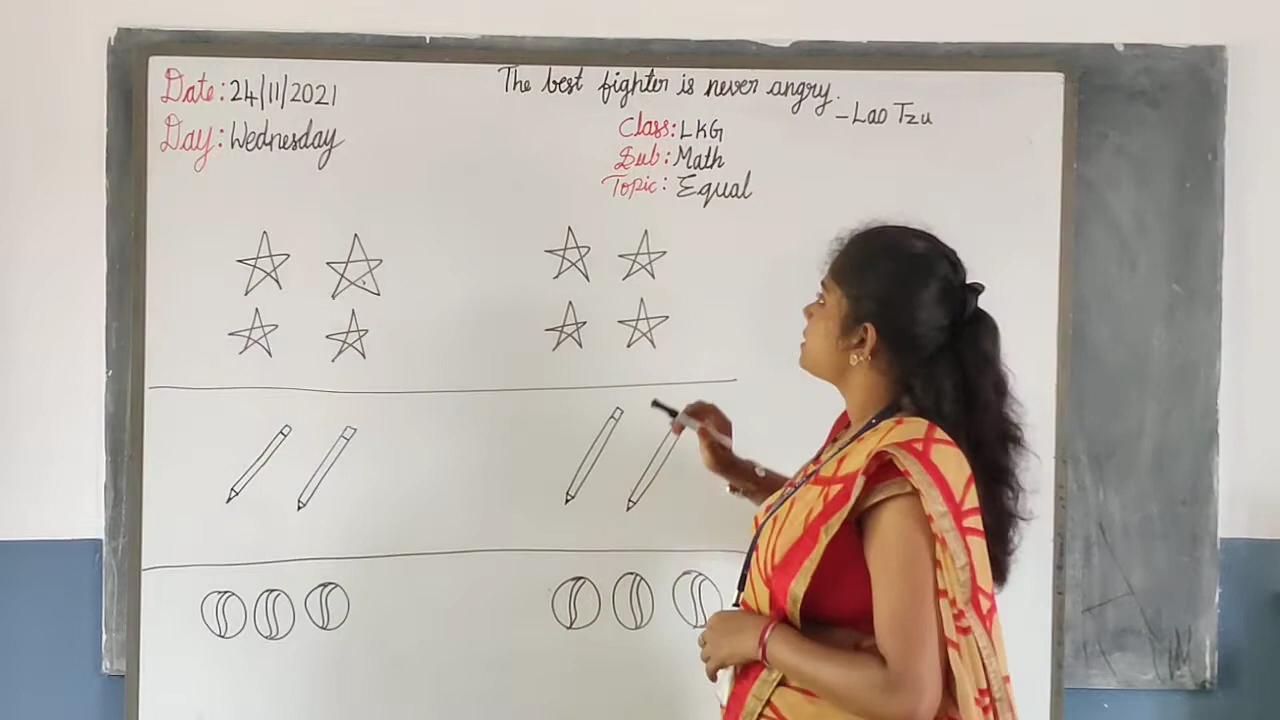 Date: 24/11/2021
Day: Wednesday
The best fighter is never angry.
- Lao Tzu
Class: LKG
Sub: Math
Topic: Equal